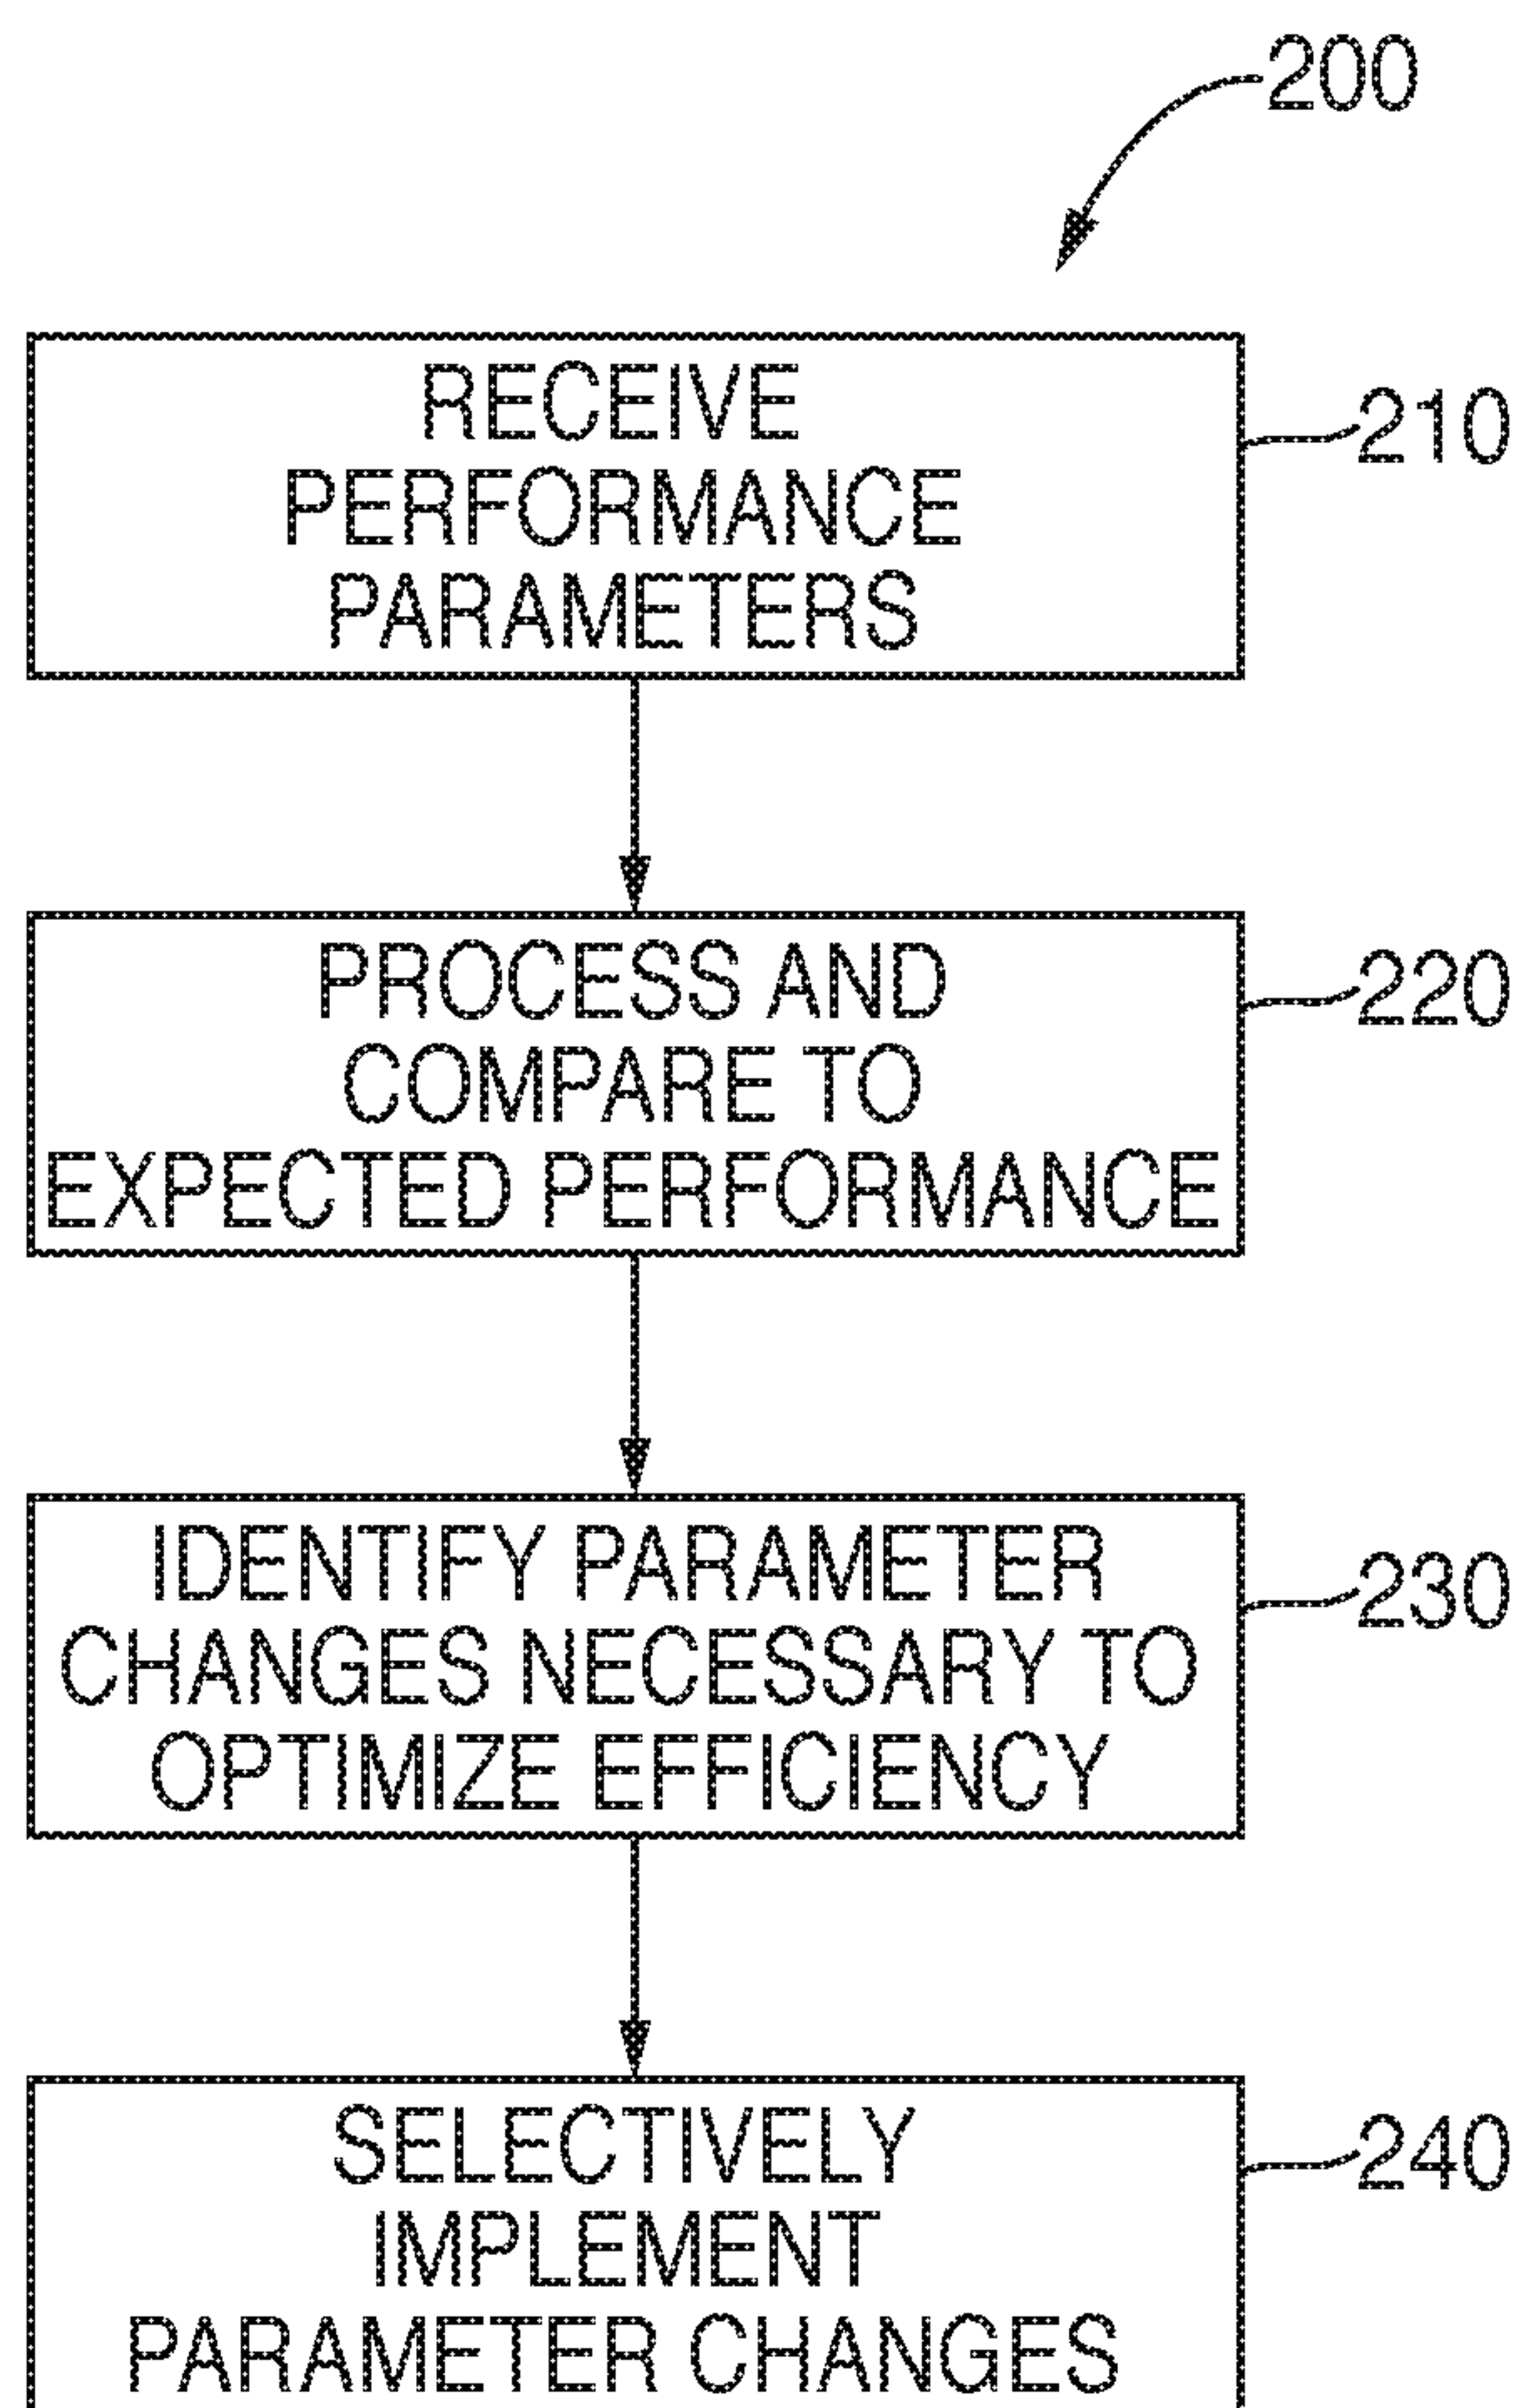 200
RECEIVE
PERFORMANCE
PARAMETERS
210
PROCESS AND
COMPARE TO
EXPECTED PERFORMANCE
220
IDENTIFY PARAMETER
CHANGES NECESSARY TO
OPTIMIZE EFFICIENCY
230
SELECTIVELY
IMPLEMENT
PARAMETER CHANGES
240